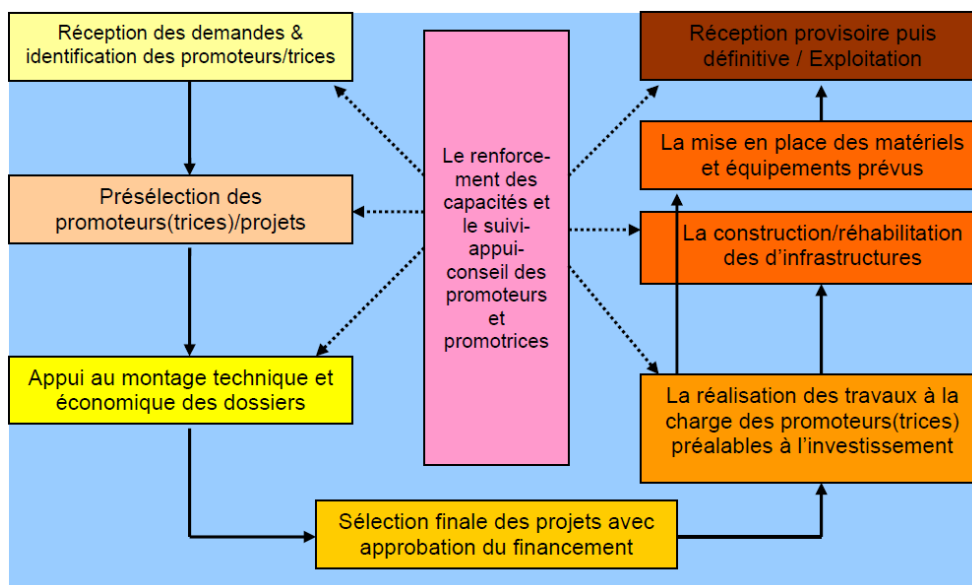 Réception des demandes &
identification des promoteurs/trices
Présélection des
promoteurs(trices)/projets
Appui au montage technique et
économique des dossiers
Sélection finale des projets avec
approbation du financement
Le renforce-
ment des
capacités et
le suivi-
appui-
conseil des
promoteurs
et
promotrices
Réception provisoire puis
définitive / Exploitation
La mise en place des matériels
et équipements prévus
La construction/réhabilitation
des d’infrastructures
La réalisation des travaux à la
charge des promoteurs(trices)
préalables à l’investissement